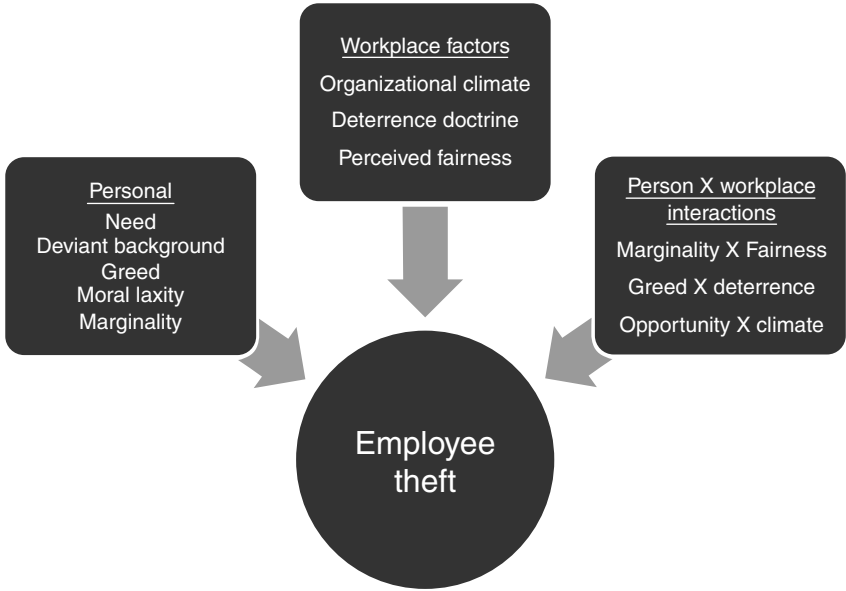 Workplace factors
Organizational climate
Deterrence doctrine
Perceived fairness
Personal
Need
Deviant background
Greed
Moral laxity
Marginality
Person X workplace
interactions
Marginality X Fairness
Greed X deterrence
Opportunity X climate
Employee
theft